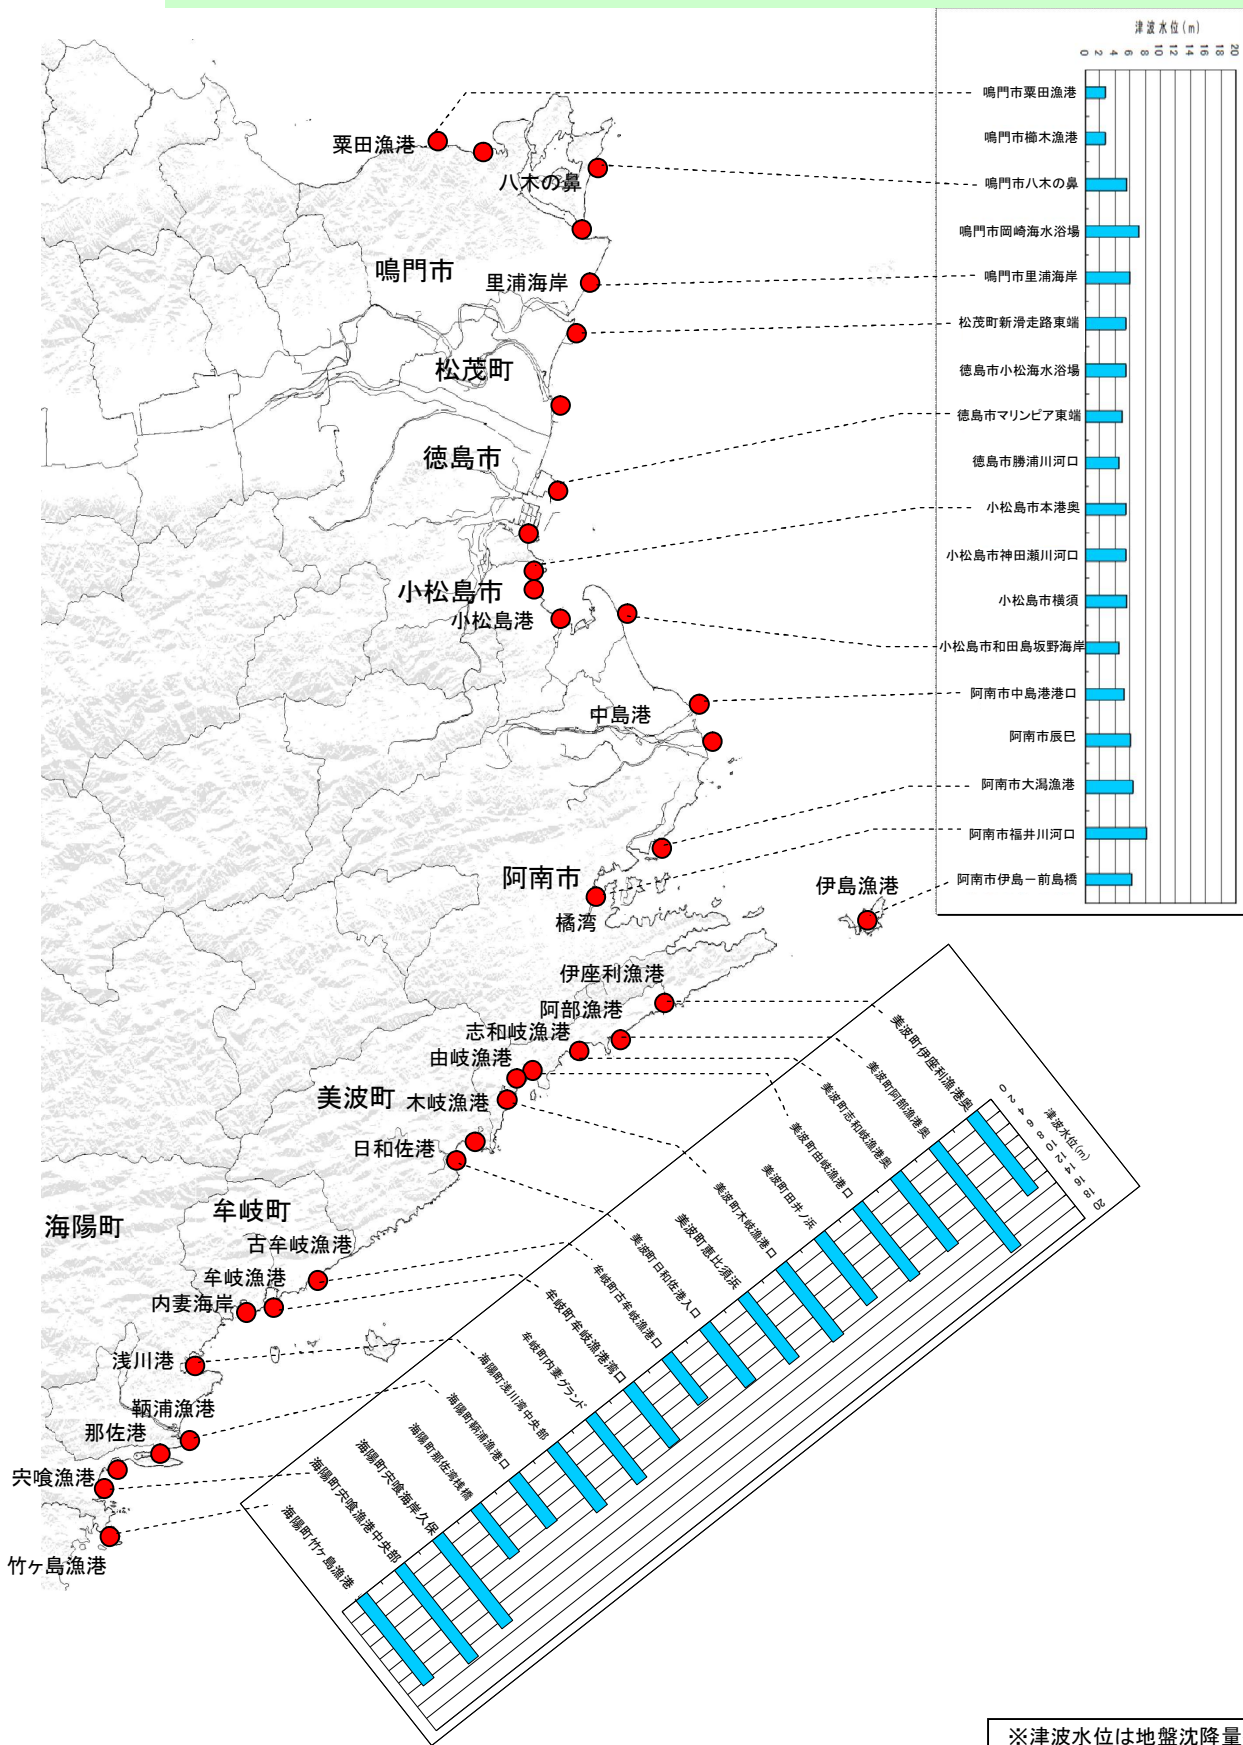 津波水位(m)
0 2 4 6 8 10 12 14 16 18 20
鳴門市粟田漁港
鳴門市櫛木漁港
鳴門市八木の鼻
鳴門市岡崎海水浴場
鳴門市里浦海岸
松茂町新滑走路東端
徳島市小松海水浴場
徳島市マリンピア東端
徳島市勝浦川河口
小松島市本港奥
小松島市神田瀬川河口
小松島市横須
小松島市和田島坂野海岸
阿南市中島港港口
阿南市辰巳
阿南市大潟漁港
阿南市福井川河口
阿南市伊島－前島橋
粟田漁港
八木の鼻
鳴門市
里浦海岸
松茂町
徳島市
小松島市
小松島港
中島港
阿南市
橘湾
伊島漁港
伊座利漁港
阿部漁港
志和岐漁港
由岐漁港
美波町
木岐漁港
日和佐港
牟岐町
海陽町
古牟岐漁港
牟岐漁港
内妻海岸
浅川港
鞆浦漁港
那佐港
宍喰漁港
竹ヶ島漁港
津波水位(m)
0 2 4 6 8 10 12 14 16 18 20
美波町伊座利漁港奥
美波町阿部漁港奥
美波町志和岐漁港奥
美波町由岐漁港口
美波町田井ノ浜
美波町木岐漁港口
美波町恵比須浜
美波町日和佐港入口
牟岐町古牟岐漁港口
牟岐町牟岐漁港湾口
牟岐町内妻グランド
海陽町浅川湾中央部
海陽町鞆浦漁港口
海陽町那佐湾桟橋
海陽町宍喰海岸久保
海陽町宍喰漁港中央部
海陽町竹ヶ島漁港
※津波水位は地盤沈降量